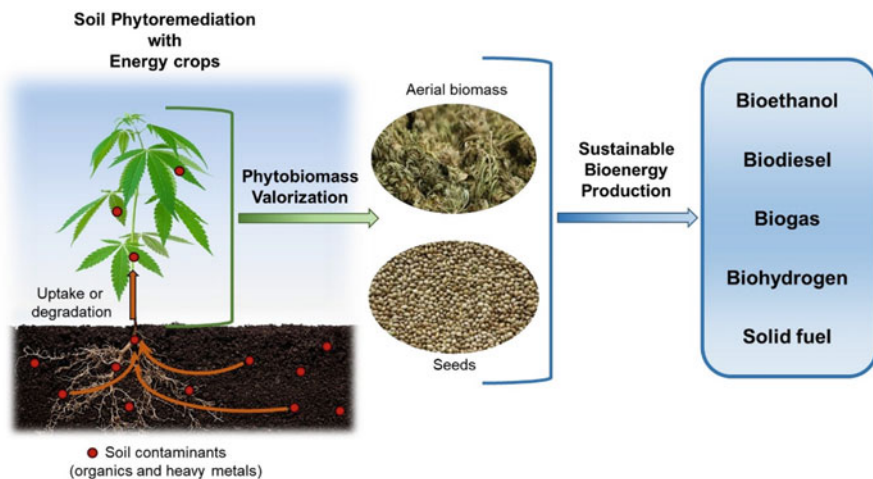 Soil Phytoremediation
with
Energy crops
Uptake or
degradation
Soil contaminants
(organics and heavy metals)
Phytobiomass
Valorization
Aerial biomass
Seeds
Sustainable
Bioenergy
Production
Bioethanol
Biodiesel
Biogas
Biohydrogen
Solid fuel